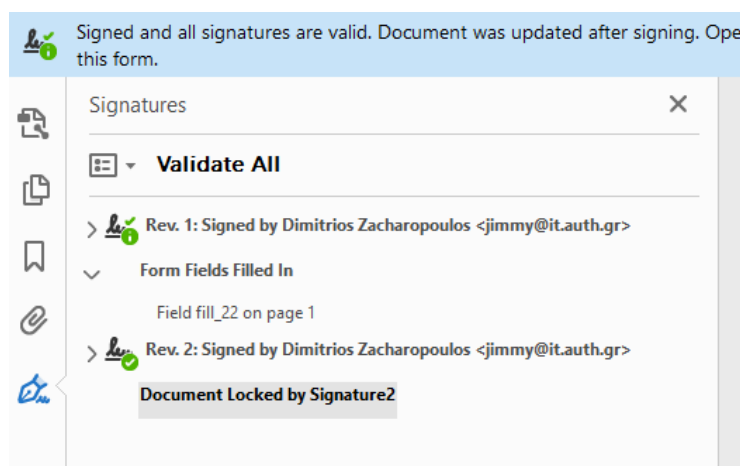 Signed and all signatures are valid. Document was updated after signing. Ope
this form.
Signatures
Validate All
Rev. 1: Signed by Dimitrios Zacharopoulos <jimmy@it.auth.gr>
Form Fields Filled In
Field fill_22 on page 1
Rev. 2: Signed by Dimitrios Zacharopoulos <jimmy@it.auth.gr>
Document Locked by Signature2